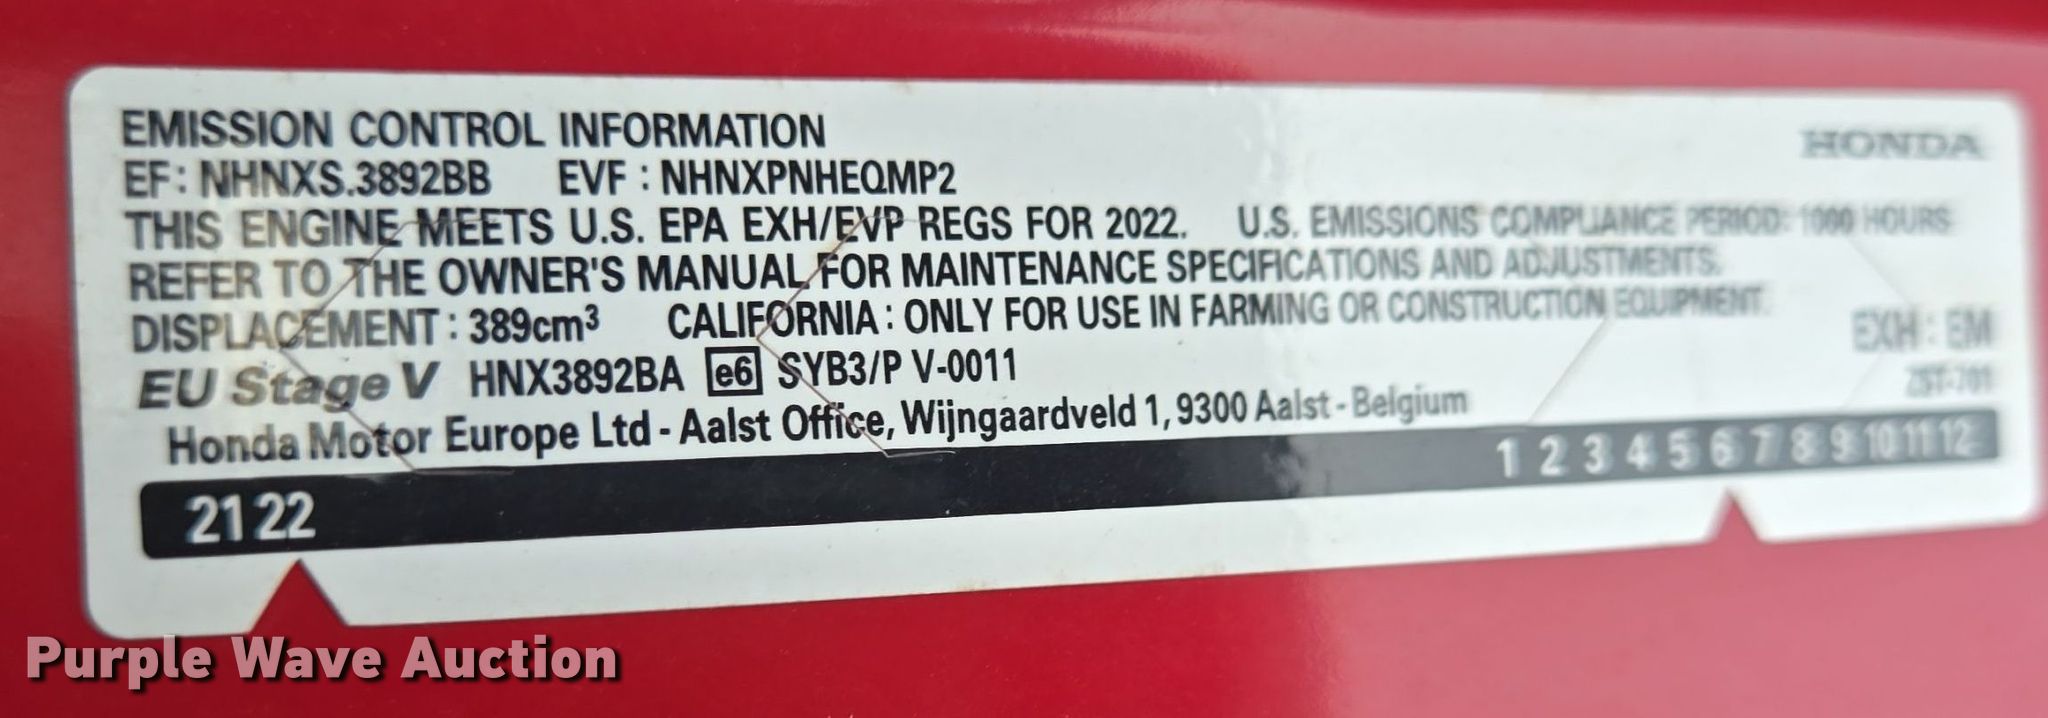 EMISSION CONTROL INFORMATION
HONDA
EF: NHNXS.3892BB EVF : NHNXPNHEQMP2
THIS ENGINE MEETS U.S. EPA EXH/EVP REGS FOR 2022. U.S. EMISSIONS COMPLIANCE PERIOD: 1000 HOURS
REFER TO THE OWNER'S MANUAL FOR MAINTENANCE SPECIFICATIONS AND ADJUSTMENTS.
DISPLACEMENT : 389cm³ CALIFORNIA : ONLY FOR USE IN FARMING OR CONSTRUCTION EQUIPMENT.
EXH : EM
EU Stage V HNX3892BA e6 SYB3/P V-0011
Honda Motor Europe Ltd - Aalst Office, Wijngaardveld 1, 9300 Aalst - Belgium
21 22 1 2 3 4 5 6 7 8 9 10 11 12
Purple Wave Auction